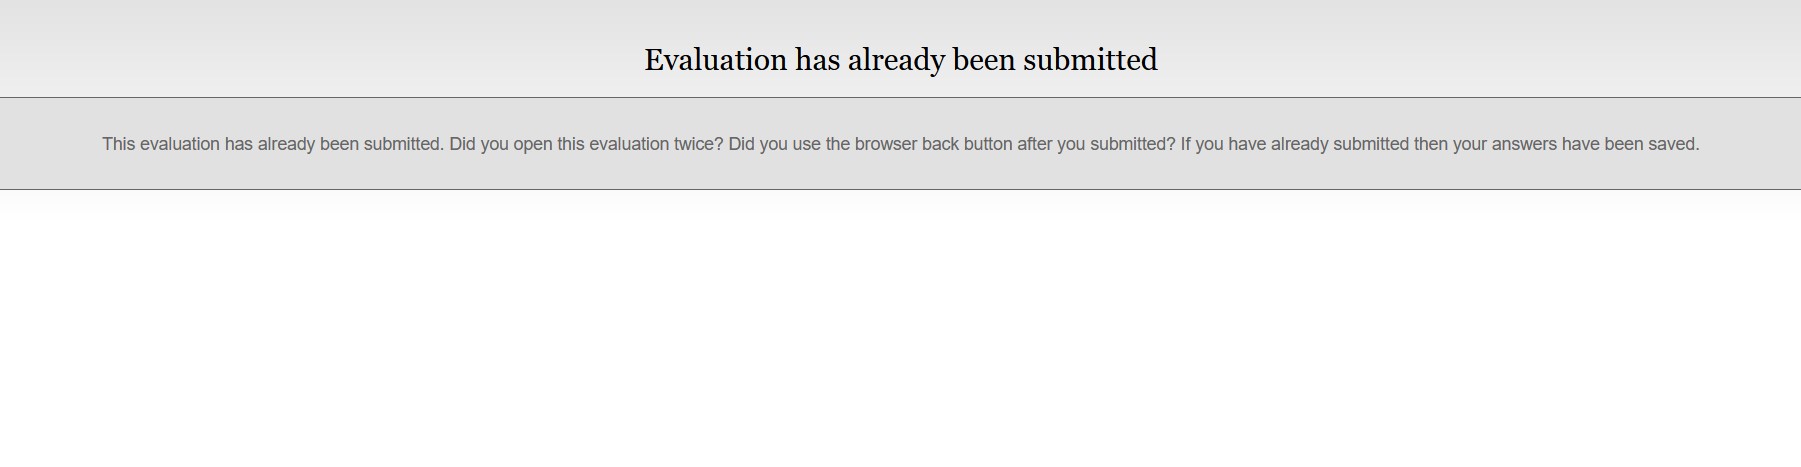 Evaluation has already been submitted
This evaluation has already been submitted. Did you open this evaluation twice? Did you use the browser back button after you submitted? If you have already submitted then your answers have been saved.